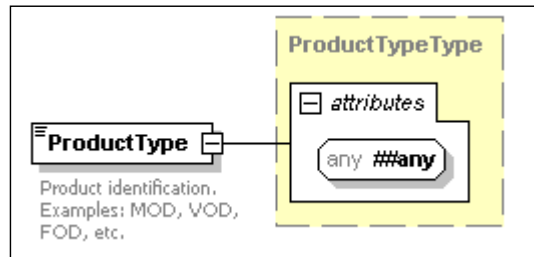 ProductTypeType
attributes
ProductType
any ##any
Product identification.
Examples: MOD, VOD,
FOD, etc.